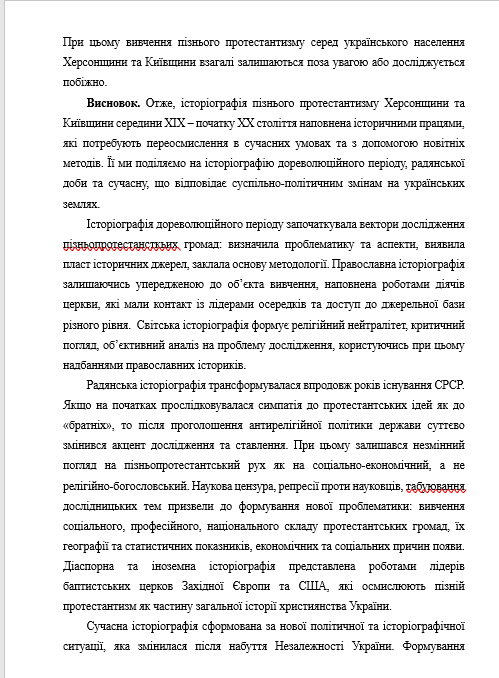 При цьому вивчення пізнього протестантизму серед українського населення
Херсонщини та Київщини взагалі залишаються поза увагою або досліджується
побіжно.
Висновок. Отже, історіографія пізнього протестантизму Херсонщини та
Київщини середини XIX – початку XX століття наповнена історичними працями,
які потребують переосмислення в сучасних умовах та з допомогою новітніх
методів. Її ми поділяємо на історіографію дореволюційного періоду, радянської
доби та сучасну, що відповідає суспільно-політичним змінам на українських
землях.
Історіографія дореволюційного періоду започаткувала вектори дослідження
пізньопротестансткьих громад: визначила проблематику та аспекти, виявила
пласт історичних джерел, заклала основу методології. Православна історіографія
залишаючись упередженою до об’єкта вивчення, наповнена роботами діячів
церкви, які мали контакт із лідерами осередків та доступ до джерельної бази
різного рівня. Світська історіографія формує релігійний нейтралітет, критичний
погляд, об’єктивний аналіз на проблему дослідження, користуючись при цьому
надбаннями православних істориків.
Радянська історіографія трансформувалася впродовж років існування СРСР.
Якщо на початках прослідковувалася симпатія до протестантських ідей як до
«братніх», то після проголошення антирелігійної політики держави суттєво
змінився акцент дослідження та ставлення. При цьому залишався незмінний
погляд на пізньопротестантський рух як на соціально-економічний, а не
релігійно-богословський. Наукова цензура, репресії проти науковців, табуювання
дослідницьких тем призвели до формування нової проблематики: вивчення
соціального, професійного, національного складу протестантських громад, їх
географії та статистичних показників, економічних та соціальних причин появи.
Діаспорна та іноземна історіографія представлена роботами лідерів
баптистських церков Західної Європи та США, які осмислюють пізній
протестантизм як частину загальної історії християнства України.
Сучасна історіографія сформована за нової політичної та історіографічної
ситуації, яка змінилася після набуття Незалежності України. Формування